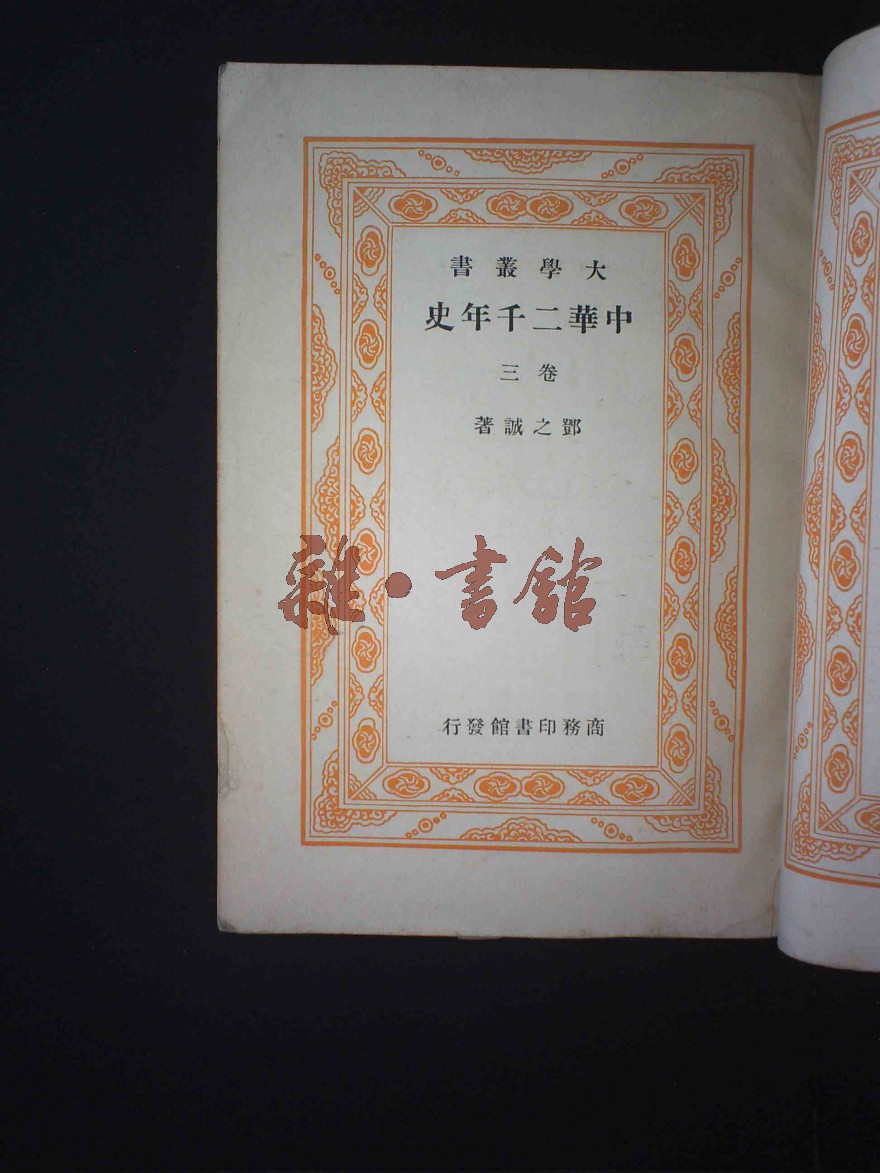 大學叢書
中華二千年史
卷三
鄧之誠著
雜·書館
商務印書館發行